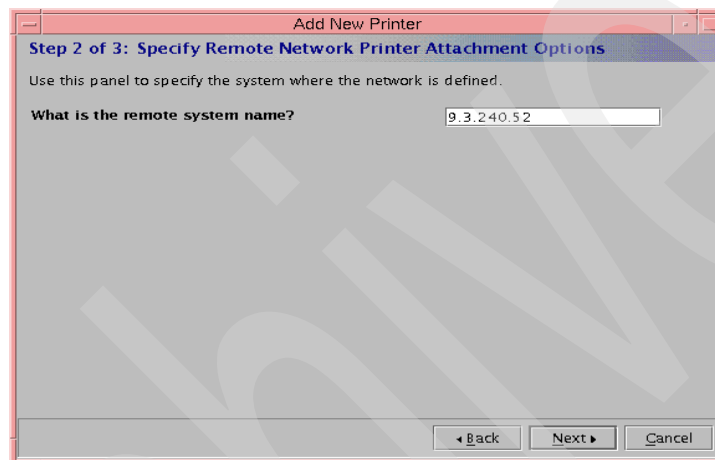 Add New Printer
Step 2 of 3: Specify Remote Network Printer Attachment Options
Use this panel to specify the system where the network is defined.
What is the remote system name? 9.3.240.52
Back Next Cancel